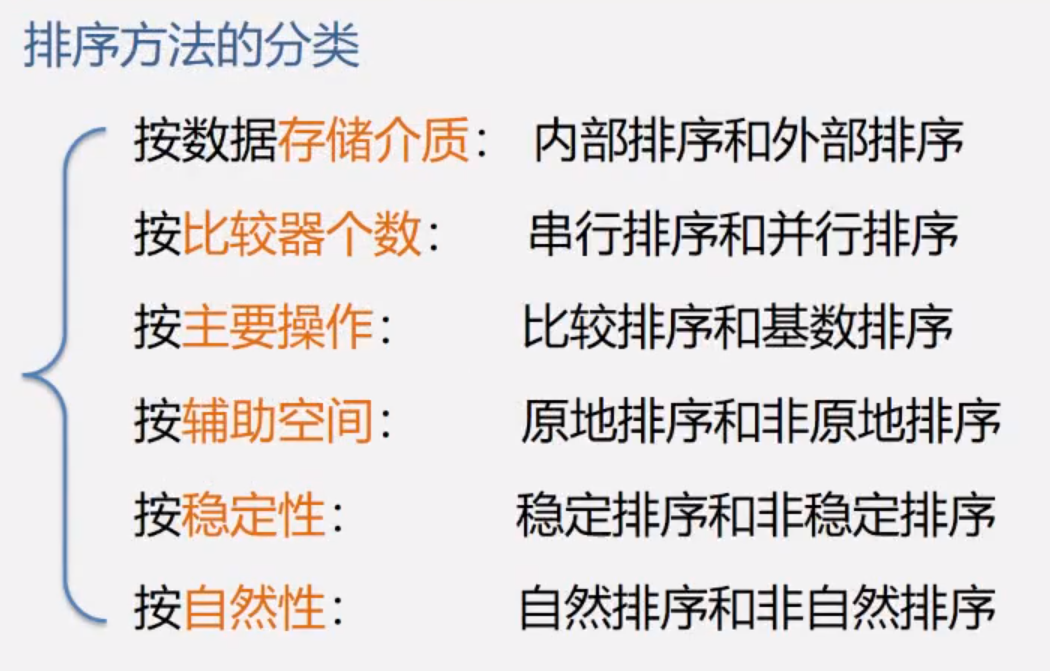 排序方法的分类
按数据存储介质： 内部排序和外部排序
按比较器个数： 串行排序和并行排序
按主要操作： 比较排序和基数排序
按辅助空间： 原地排序和非原地排序
按稳定性： 稳定排序和非稳定排序
按自然性： 自然排序和非自然排序